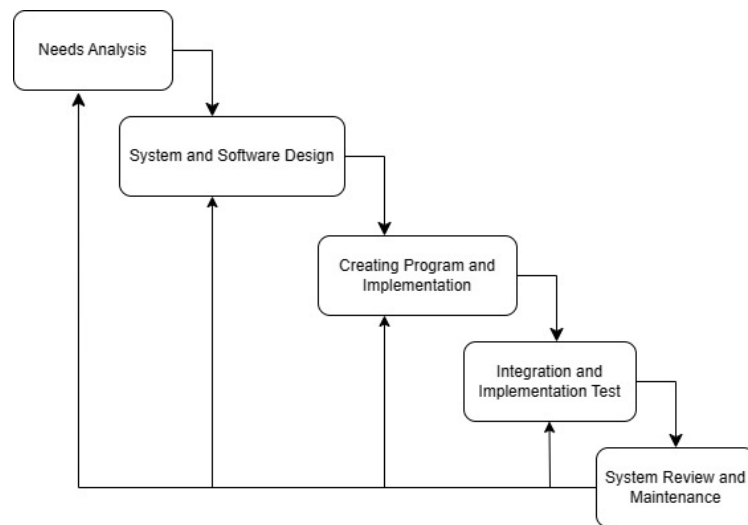 Needs Analysis
System and Software Design
Creating Program and
Implementation
Integration and
Implementation Test
System Review and
Maintenance